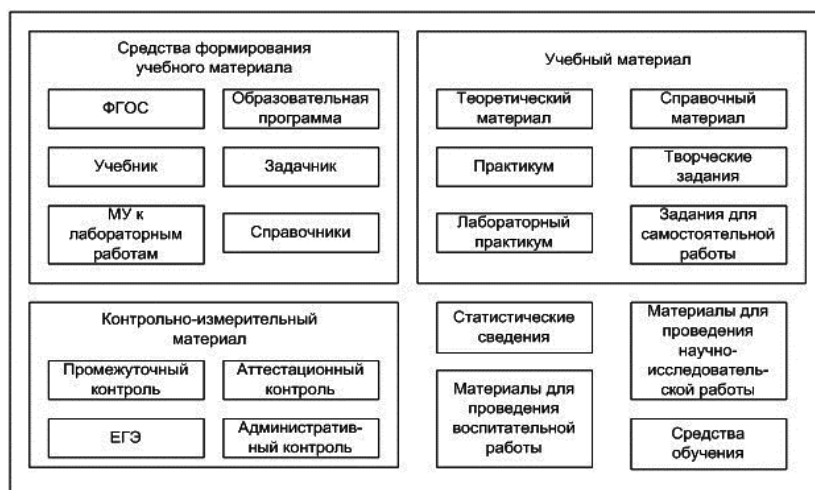 Средства формирования
учебного материала
ФГОС
Образовательная
программа
Учебник
Задачник
МУ к
лабораторным
работам
Справочники
Учебный материал
Теоретический
материал
Справочный
материал
Практикум
Творческие
задания
Лабораторный
практикум
Задания для
самостоятельной
работы
Контрольно-измерительный
материал
Промежуточный
контроль
Аттестационный
контроль
ЕГЭ
Административ-
ный контроль
Статистические
сведения
Материалы для
проведения
научно-
исследователь-
ской работы
Материалы для
проведения
воспитательной
работы
Средства
обучения